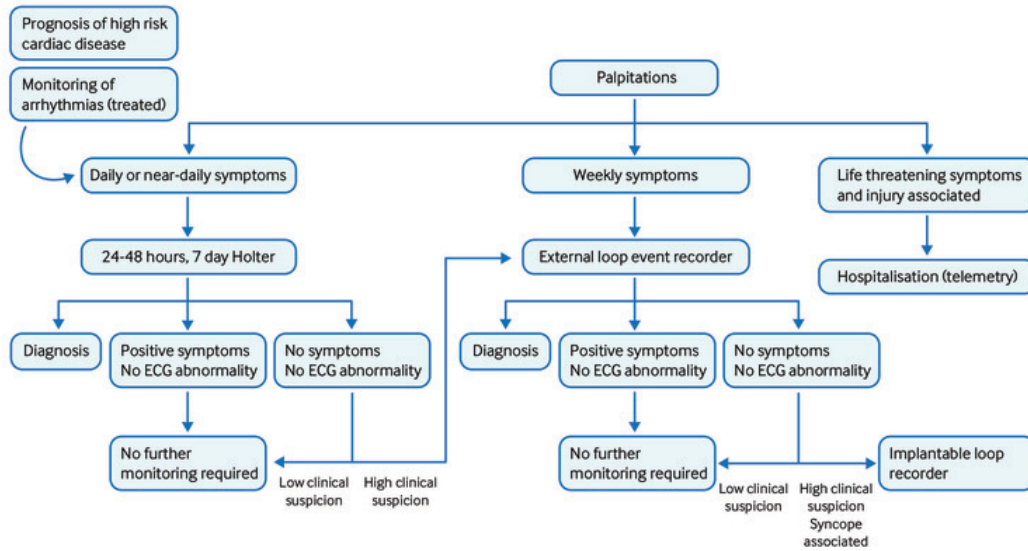 Prognosis of high risk
cardiac disease
Monitoring of
arrhythmias (treated)
Palpitations
Daily or near-daily symptoms
Weekly symptoms
Life threatening symptoms
and injury associated
24-48 hours, 7 day Holter
External loop event recorder
Hospitalisation (telemetry)
Diagnosis
Positive symptoms
No ECG abnormality
No symptoms
No ECG abnormality
Diagnosis
Positive symptoms
No ECG abnormality
No symptoms
No ECG abnormality
No further
monitoring required
Low clinical
suspicion
High clinical
suspicion
No further
monitoring required
Low clinical
suspicion
High clinical
suspicion
Syncope
associated
Implantable loop
recorder